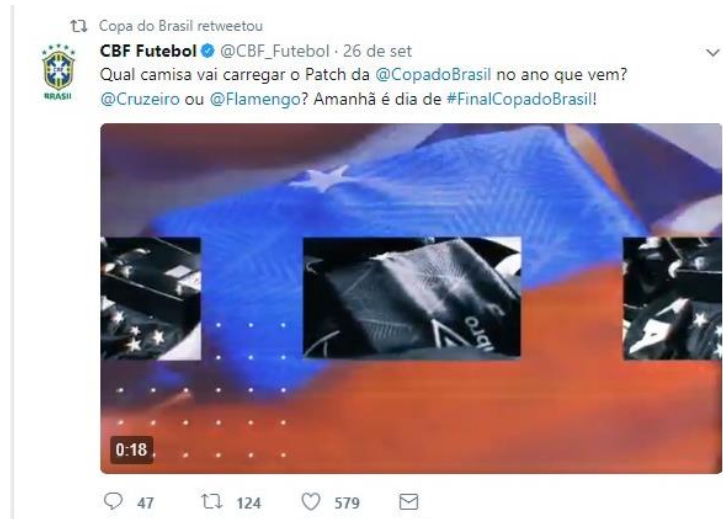 Copa do Brasil retweetou
CBF Futebol @CBF_Futebol · 26 de set
Qual camisa vai carregar o Patch da @CopadoBrasil no ano que vem?
@Cruzeiro ou @Flamengo? Amanhã é dia de #FinalCopadoBrasil!
BRASIL
0:18
47 124 579